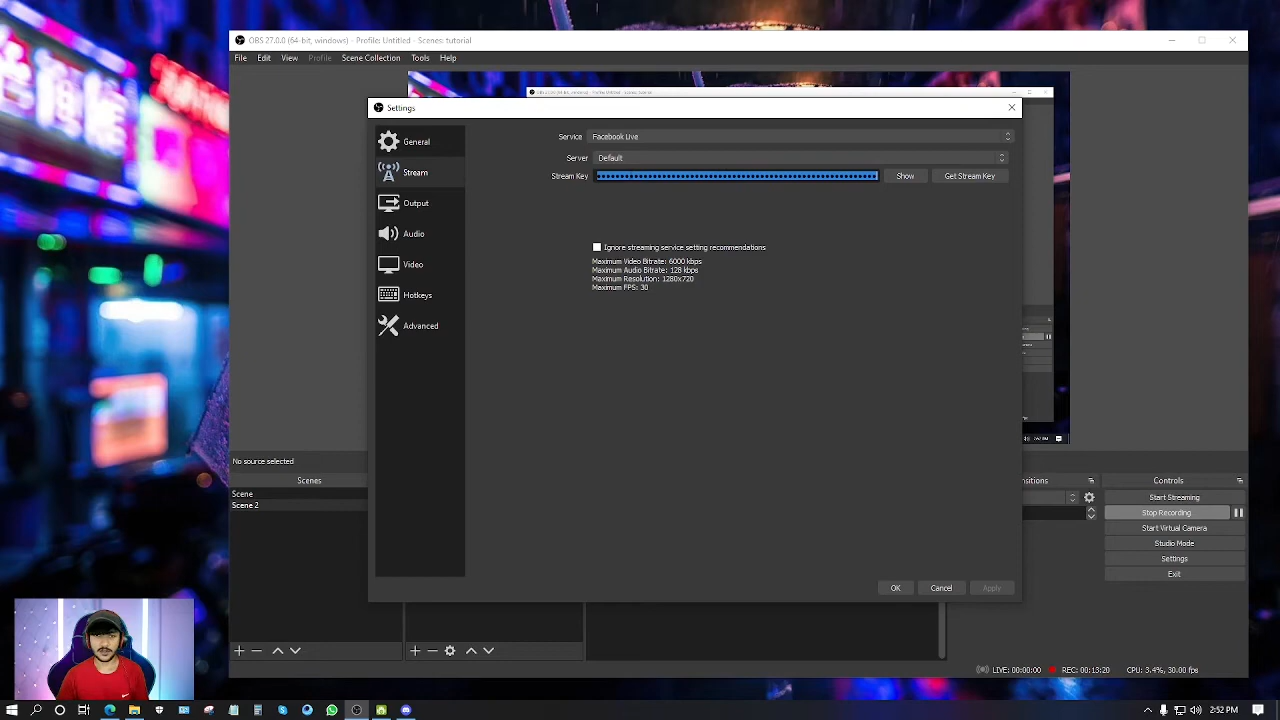 OBS 27.0.0 (64-bit, windows) - Profile: Untitled - Scenes: tutorial
File Edit View Profile Scene Collection Tools Help
Settings
General
Stream
Output
Audio
Video
Hotkeys
Advanced
Service Facebook Live
Server Default
Stream Key Show Get Stream Key
Ignore streaming service setting recommendations
Maximum Video Bitrate: 6000 kbps
Maximum Audio Bitrate: 128 kbps
Maximum Resolution: 1280x720
Maximum FPS: 30
OK Cancel Apply
No source selected
Scenes
Scene
Scene 2
nsitions
Controls
Start Streaming
Stop Recording
Start Virtual Camera
Studio Mode
Settings
Exit
LIVE: 00:00:00 REC: 00:13:20 CPU: 3.4%, 30.00 fps
2:52 PM